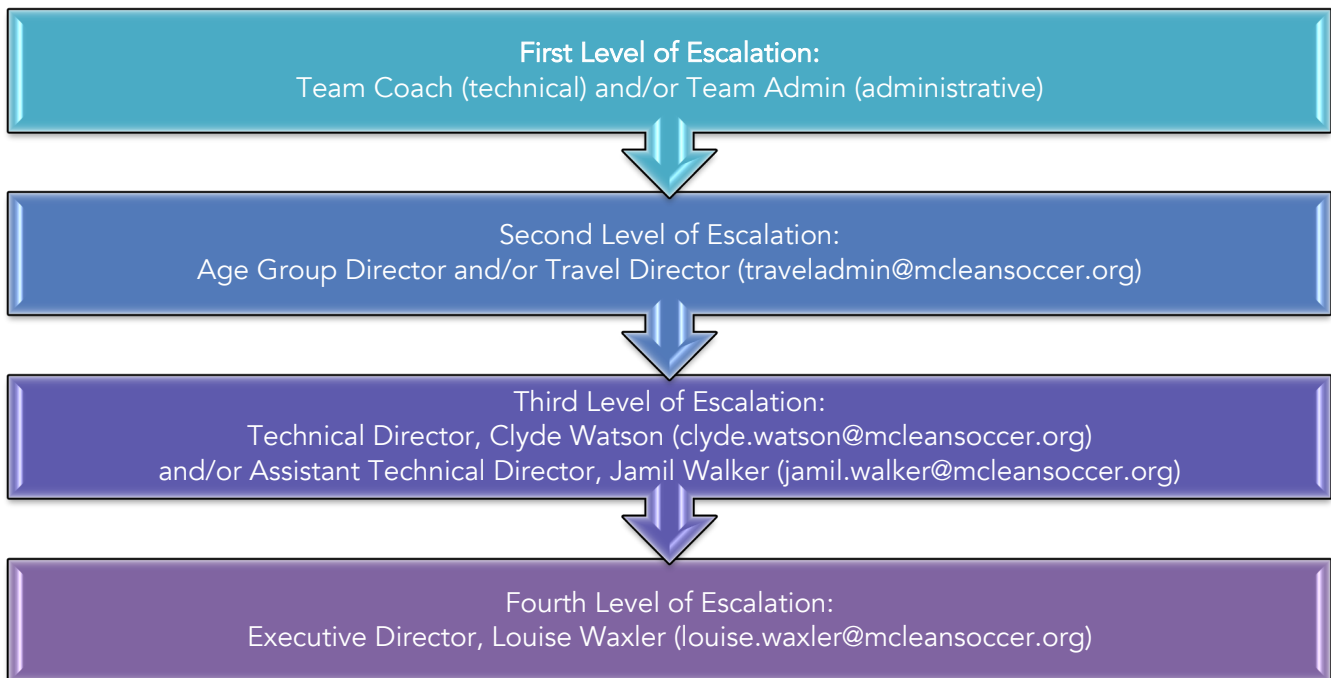 First Level of Escalation:
Team Coach (technical) and/or Team Admin (administrative)
Second Level of Escalation:
Age Group Director and/or Travel Director (traveladmin@mcleansoccer.org)
Third Level of Escalation:
Technical Director, Clyde Watson (clyde.watson@mcleansoccer.org)
and/or Assistant Technical Director, Jamil Walker (jamil.walker@mcleansoccer.org)
Fourth Level of Escalation:
Executive Director, Louise Waxler (louise.waxler@mcleansoccer.org)